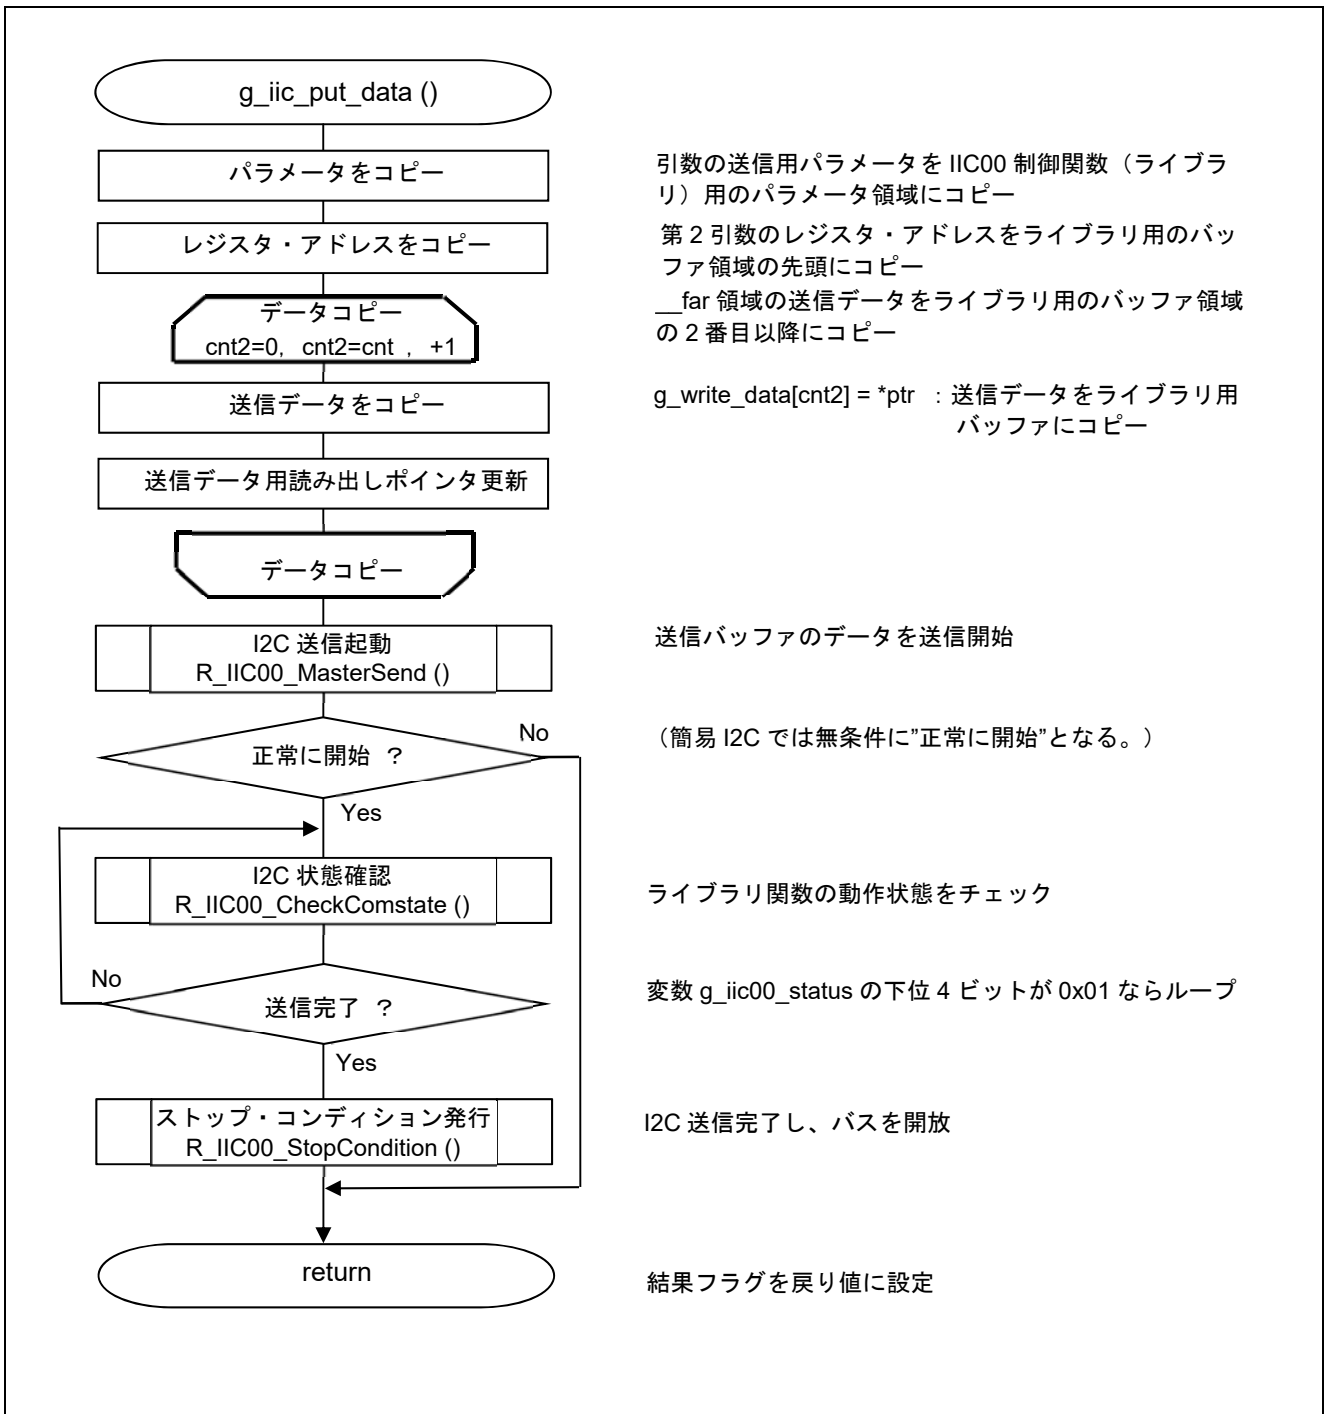 g_iic_put_data ()
パラメータをコピー
引数の送信用パラメータを IIC00 制御関数（ライブラ
リ）用のパラメータ領域にコピー
レジスタ・アドレスをコピー
第 2 引数のレジスタ・アドレスをライブラリ用のバッ
ファ領域の先頭にコピー
データコピー
cnt2=0, cnt2=cnt , +1
__far 領域の送信データをライブラリ用のバッファ領域
の 2 番目以降にコピー
送信データをコピー
g_write_data[cnt2] = *ptr ：送信データをライブラリ用
バッファにコピー
送信データ用読み出しポインタ更新
データコピー
I2C 送信起動
R_IIC00_MasterSend ()
送信バッファのデータを送信開始
正常に開始 ？
No
（簡易 I2C では無条件に”正常に開始”となる。）
Yes
I2C 状態確認
R_IIC00_CheckComstate ()
ライブラリ関数の動作状態をチェック
No
送信完了 ？
変数 g_iic00_status の下位 4 ビットが 0x01 ならループ
Yes
ストップ・コンディション発行
R_IIC00_StopCondition ()
I2C 送信完了し、バスを開放
return
結果フラグを戻り値に設定